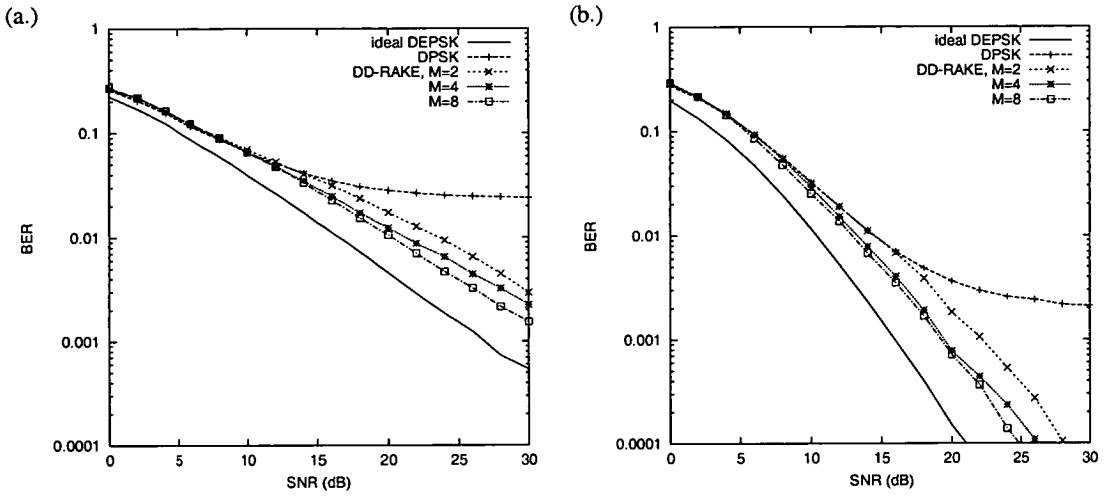 (a.)
1
0.1
0.01
0.001
0.0001
BER
0
5
10
15
20
25
30
SNR (dB)
ideal DEPSK
DPSK
DD-RAKE, M=2
M=4
M=8
(b.)
1
0.1
0.01
0.001
0.0001
BER
0
5
10
15
20
25
30
SNR (dB)
ideal DEPSK
DPSK
DD-RAKE, M=2
M=4
M=8